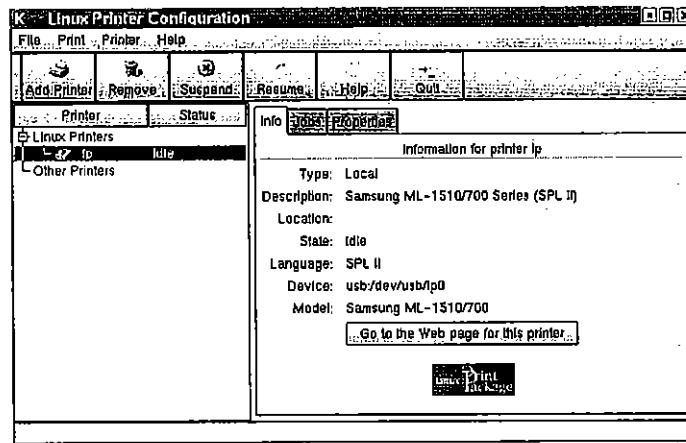 Linux Printer Configuration
File Print Printer Help
Add Printer Remove Suspend Resume Help Quit
Printer Status
Linux Printers
lp Idle
Other Printers
Info Jobs Properties
Information for printer lp
Type: Local
Description: Samsung ML-1510/700 Series (SPL II)
Location:
State: Idle
Language: SPL II
Device: usb:/dev/usb/lp0
Model: Samsung ML-1510/700
Go to the Web page for this printer
Linux Print Package